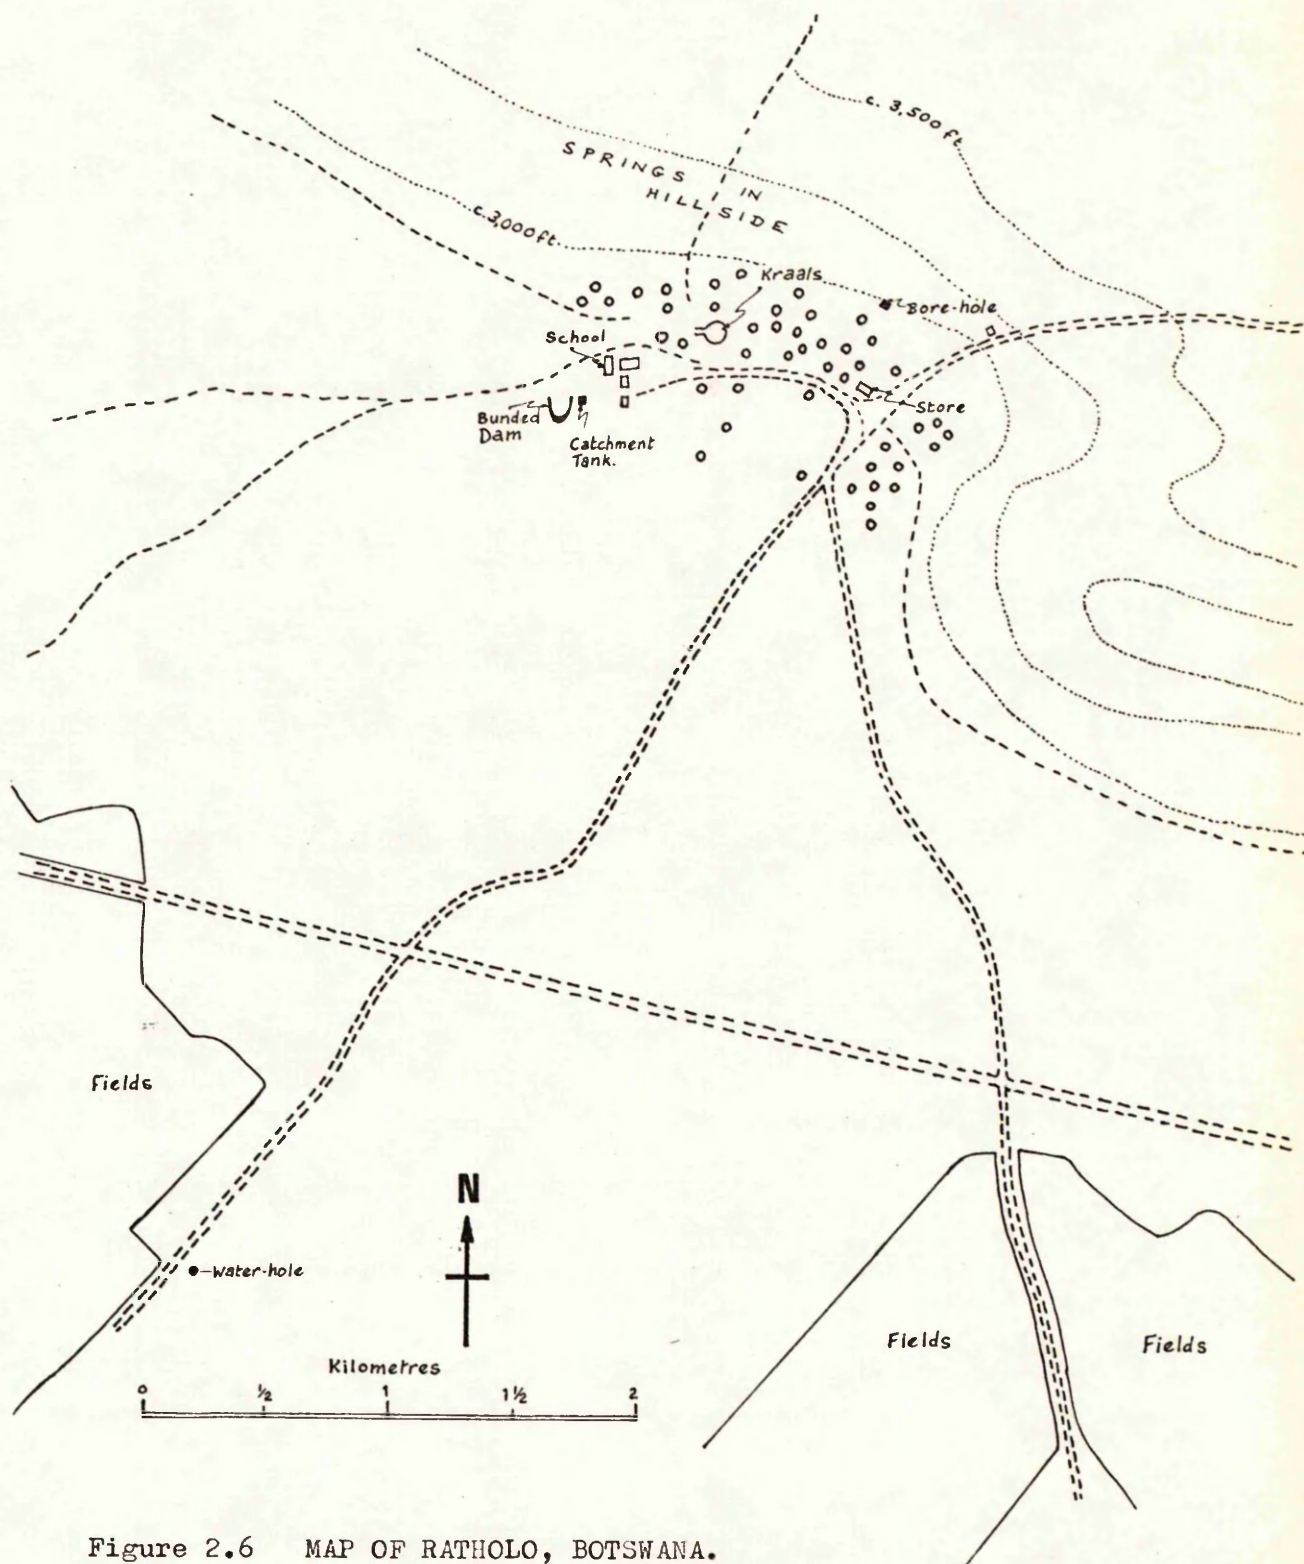 c. 3,500 ft
SPRINGS IN
HILL SIDE
c. 3,000 ft.
Kraals
Bore-hole
School
Store
Bunded
Dam
Catchment
Tank.
Fields
N
water-hole
Fields
Fields
Kilometres
0 ½ 1 1½ 2
Figure 2.6 MAP OF RATHOLO, BOTSWANA.